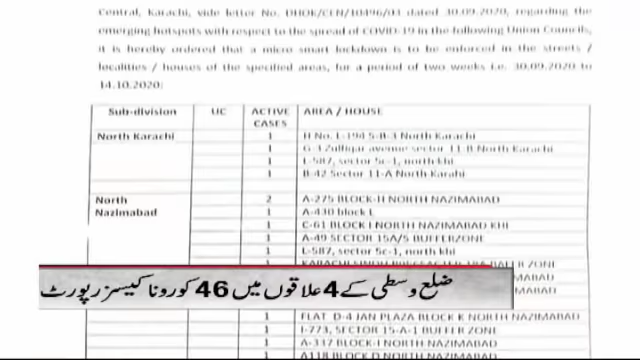 Central, Karachi, vide letter No. DHOK/CEN/10496/03 dated 30.09.2020, regarding the
emerging hotspots with respect to the spread of COVID-19 in the following Union Councils,
it is hereby ordered that a micro smart lockdown is to be enforced in the streets /
localities / houses of the specified areas, for a period of two weeks i.e. 30.09.2020 to
14.10.2020:
Sub-division UC ACTIVE CASES AREA / HOUSE
North Karachi 1 H No. L-194 5-B-3 North Karachi
1 G-3 Zulfiqar avenue sector 11-B North Karachi
1 L-587, sector 5c-1, north khi
1 B-42 Sector 11-A North Karahi
North Nazimabad 2 A-275 BLOCK-H NORTH NAZIMABAD
1 A-430 block L
1 C-61 BLOCK I NORTH NAZIMABAD KHI
1 A-49 SECTOR 15A/5 BUFFERZONE
1 L-587, sector 5c-1, north khi
ضلع وسطی کے 4 علاقوں میں 46 کورونا کیسز رپورٹ
1 FLAT D-4 JAN PLAZA BLOCK K NORTH NAZIMABAD
1 I-773, SECTOR 15-A-1 BUFFER ZONE
1 A-337 BLOCK-I NORTH NAZIMABAD
1 A118 BLOCK D NORTH NAZIMABAD